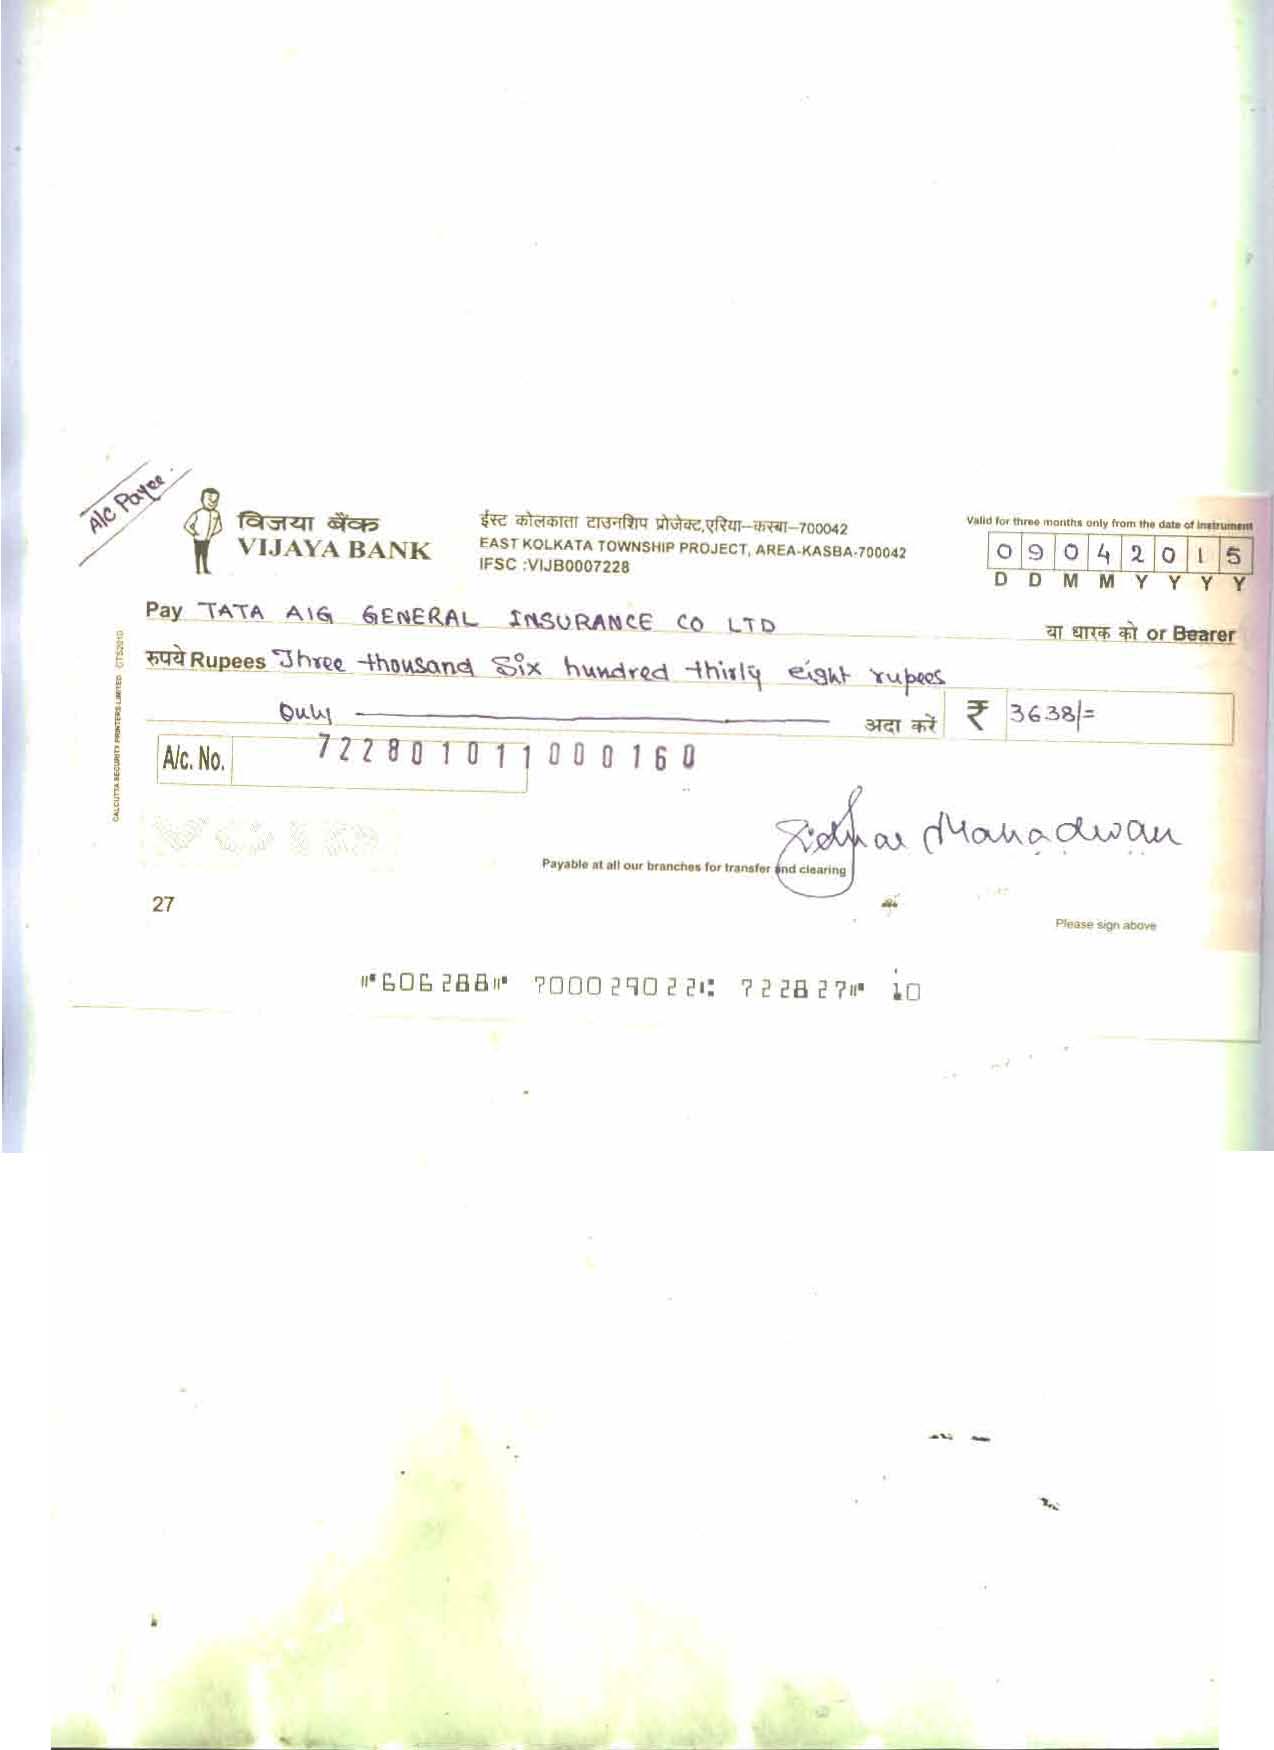 A/c Payee.
विजया बैंक
VIJAYA BANK
ईस्ट कोलकाता टाउनशिप प्रोजेक्ट,एरिया–कस्बा–700042
EAST KOLKATA TOWNSHIP PROJECT, AREA-KASBA-700042
IFSC :VIJB0007228
Valid for three months only from the date of instrument
0 9 0 4 2 0 1 5
D D M M Y Y Y Y
Pay TATA AIG GENERAL INSURANCE CO LTD
या धारक को or Bearer
रुपये Rupees Three thousand Six hundred thirty eight rupees
Only
अदा करें ₹ 3638/=
A/c. No. 722801011000160
CALCUTTA SECURITY PRINTERS LIMITED CTS2010
Payable at all our branches for transfer and clearing
27
Please sign above
⑈606288⑈ 700029022⑆ 722827⑈ 10